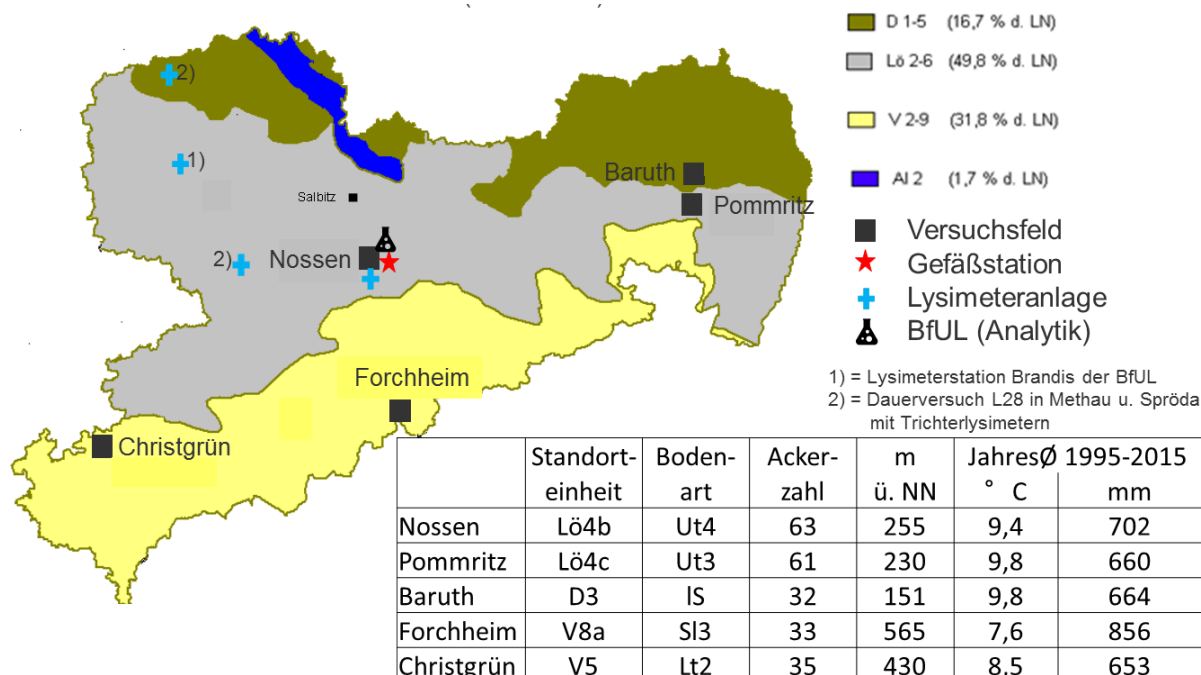 D 1-5 (16,7 % d. LN)
Lö 2-6 (49,8 % d. LN)
V 2-9 (31,8 % d. LN)
Al 2 (1,7 % d. LN)
Versuchsfeld
Gefäßstation
Lysimeteranlage
BfUL (Analytik)
1) = Lysimeterstation Brandis der BfUL
2) = Dauerversuch L28 in Methau u. Spröda
mit Trichterlysimetern
2)
1)
Salbitz
Baruth
Pommritz
2)
Nossen
Forchheim
Christgrün
Standort- Boden- Acker- m JahresØ 1995-2015
einheit art zahl ü. NN ° C mm
Nossen Lö4b Ut4 63 255 9,4 702
Pommritz Lö4c Ut3 61 230 9,8 660
Baruth D3 lS 32 151 9,8 664
Forchheim V8a Sl3 33 565 7,6 856
Christgrün V5 Lt2 35 430 8,5 653